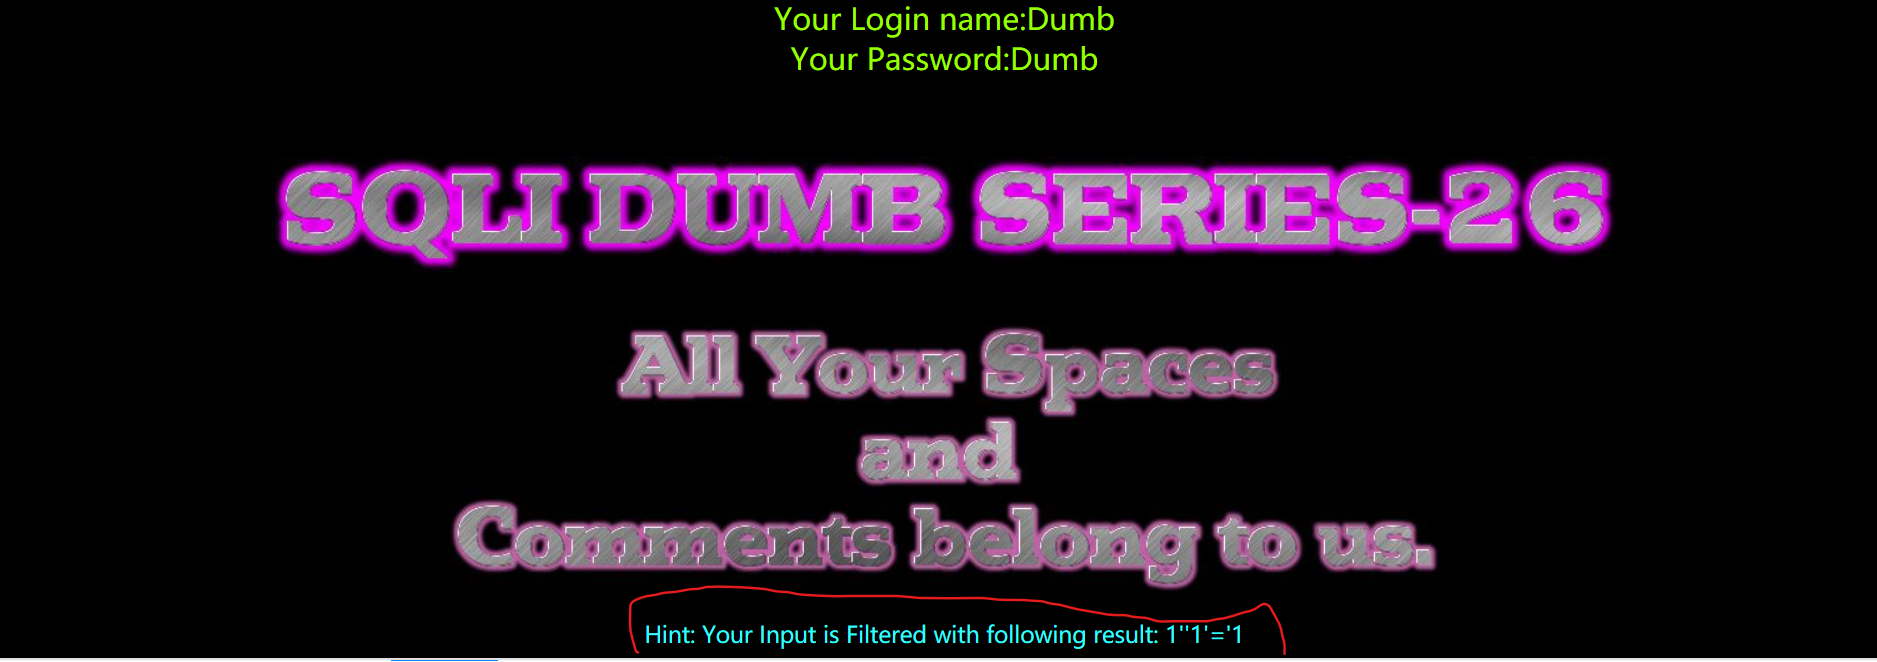 Your Login name:Dumb
Your Password:Dumb
SQLI DUMB SERIES-26
All Your Spaces
and
Comments belong to us.
Hint: Your Input is Filtered with following result: 1''1'='1